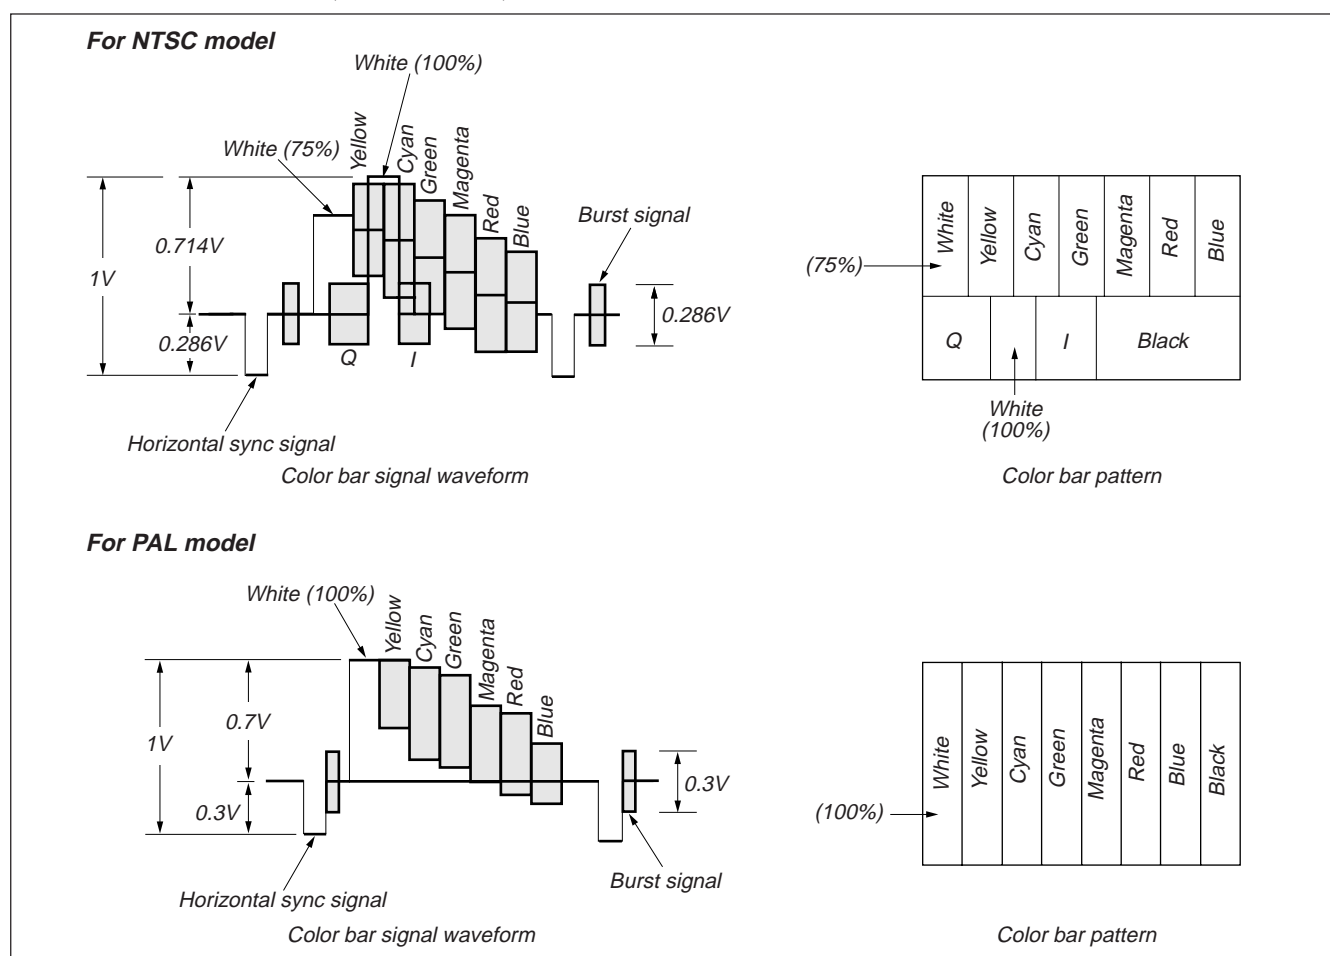 For NTSC model
White (100%)
White (75%)
Yellow
Cyan
Green
Magenta
Red
Blue
Burst signal
0.714V
1V
0.286V
0.286V
Q
I
Horizontal sync signal
Color bar signal waveform
White
Yellow
Cyan
Green
Magenta
Red
Blue
(75%)
Q
I
Black
White
(100%)
Color bar pattern
For PAL model
White (100%)
Yellow
Cyan
Green
Magenta
Red
Blue
0.7V
1V
0.3V
0.3V
Burst signal
Horizontal sync signal
Color bar signal waveform
White
Yellow
Cyan
Green
Magenta
Red
Blue
Black
(100%)
Color bar pattern